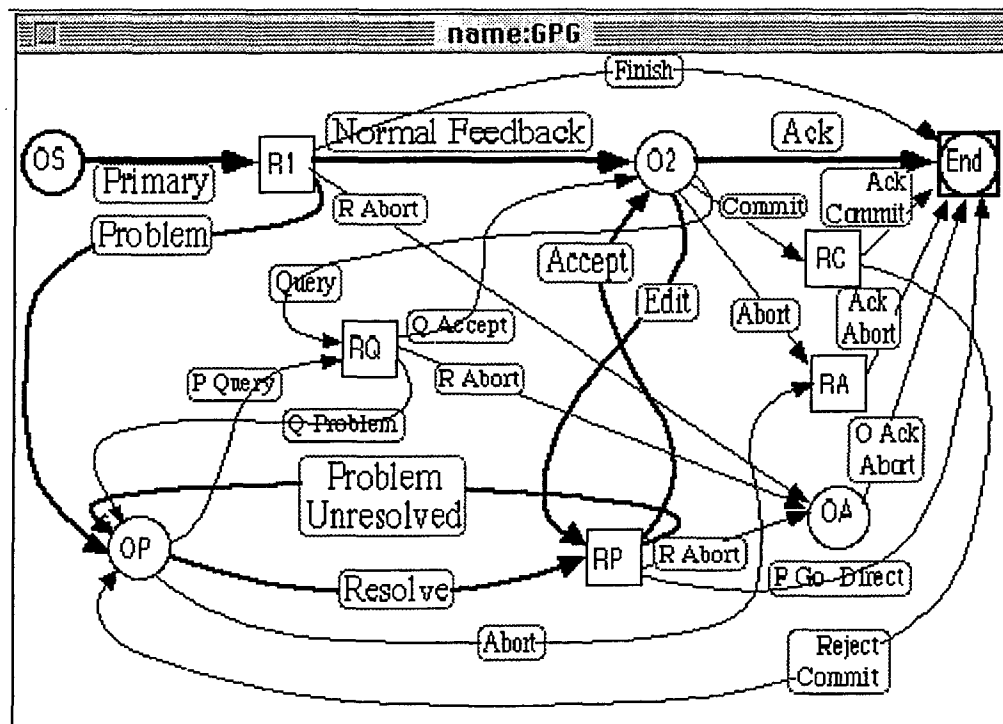 name:GPG
Finish
Normal Feedback
Ack
OS
R1
O2
End
Primary
R Abort
Commit
Ack
Commit
Problem
Query
Accept
RC
Edit
Abort
Ack
Abort
RQ
Q Accept
P Query
R Abort
RA
Q Problem
O Ack
Abort
Problem
Unresolved
OA
OP
RP
R Abort
Resolve
P Go Direct
Abort
Reject
Commit